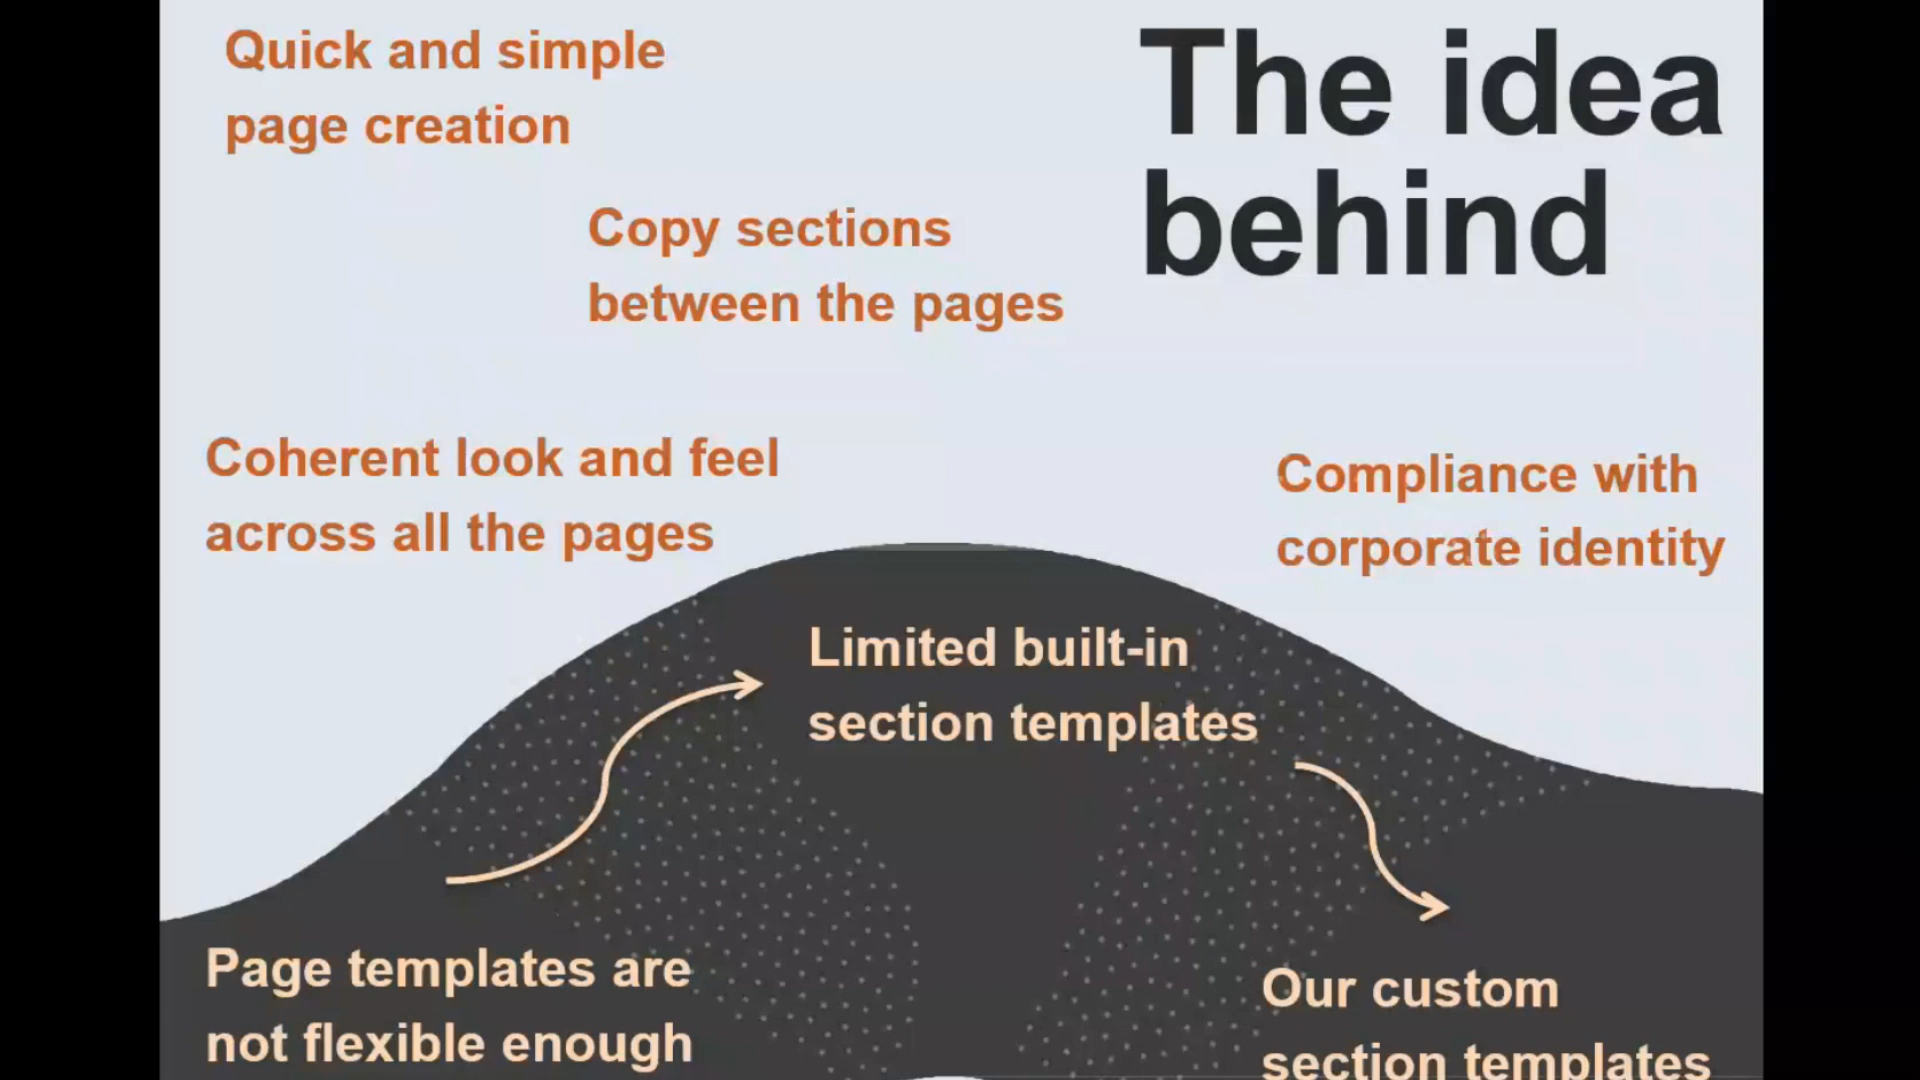 The idea
behind
Quick and simple
page creation
Copy sections
between the pages
Coherent look and feel
across all the pages
Compliance with
corporate identity
Limited built-in
section templates
Page templates are
not flexible enough
Our custom
section templates